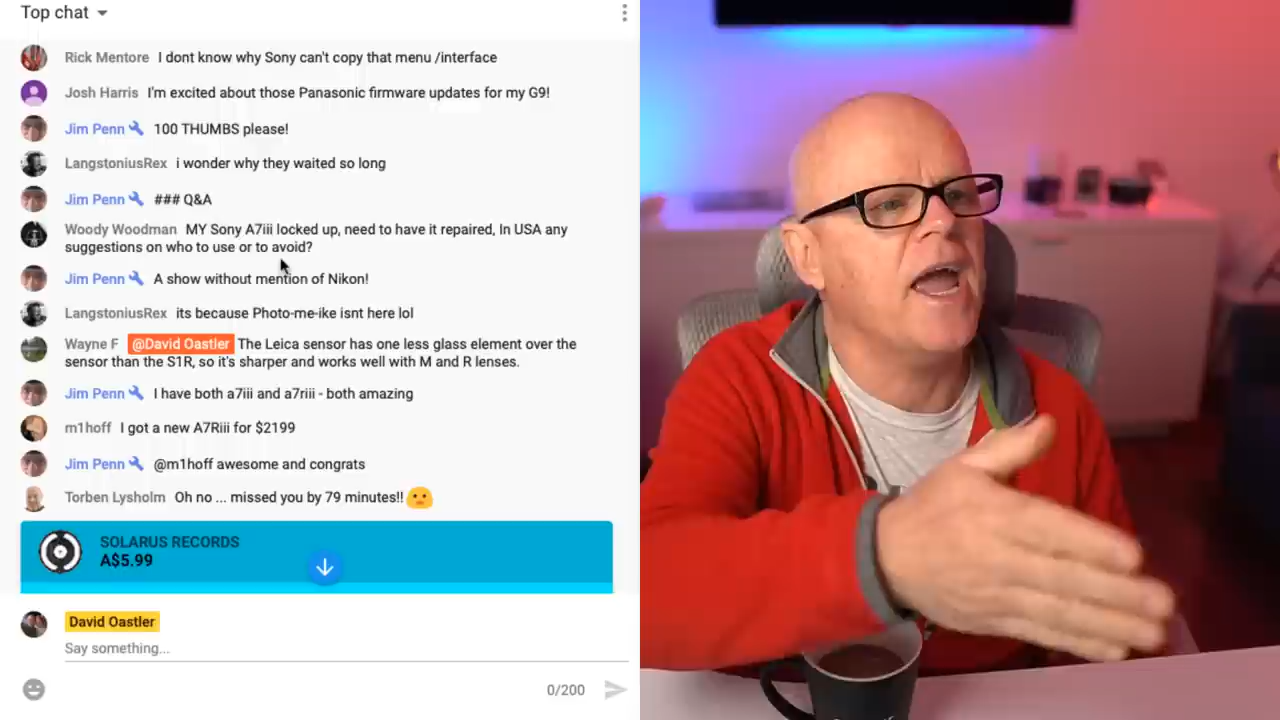 Top chat
Rick Mentore I dont know why Sony can't copy that menu /interface
Josh Harris I'm excited about those Panasonic firmware updates for my G9!
Jim Penn 100 THUMBS please!
LangstoniusRex i wonder why they waited so long
Jim Penn ### Q&A
Woody Woodman MY Sony A7iii locked up, need to have it repaired, In USA any
suggestions on who to use or to avoid?
Jim Penn A show without mention of Nikon!
LangstoniusRex its because Photo-me-ike isnt here lol
Wayne F @David Oastler The Leica sensor has one less glass element over the
sensor than the S1R, so it's sharper and works well with M and R lenses.
Jim Penn I have both a7iii and a7riii - both amazing
m1hoff I got a new A7Riii for $2199
Jim Penn @m1hoff awesome and congrats
Torben Lysholm Oh no ... missed you by 79 minutes!!
SOLARUS RECORDS
A$5.99
David Oastler
Say something...
0/200